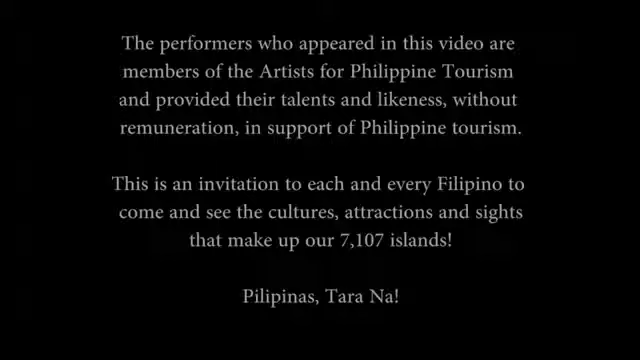 The performers who appeared in this video are
members of the Artists for Philippine Tourism
and provided their talents and likeness, without
remuneration, in support of Philippine tourism.
This is an invitation to each and every Filipino to
come and see the cultures, attractions and sights
that make up our 7,107 islands!
Pilipinas, Tara Na!